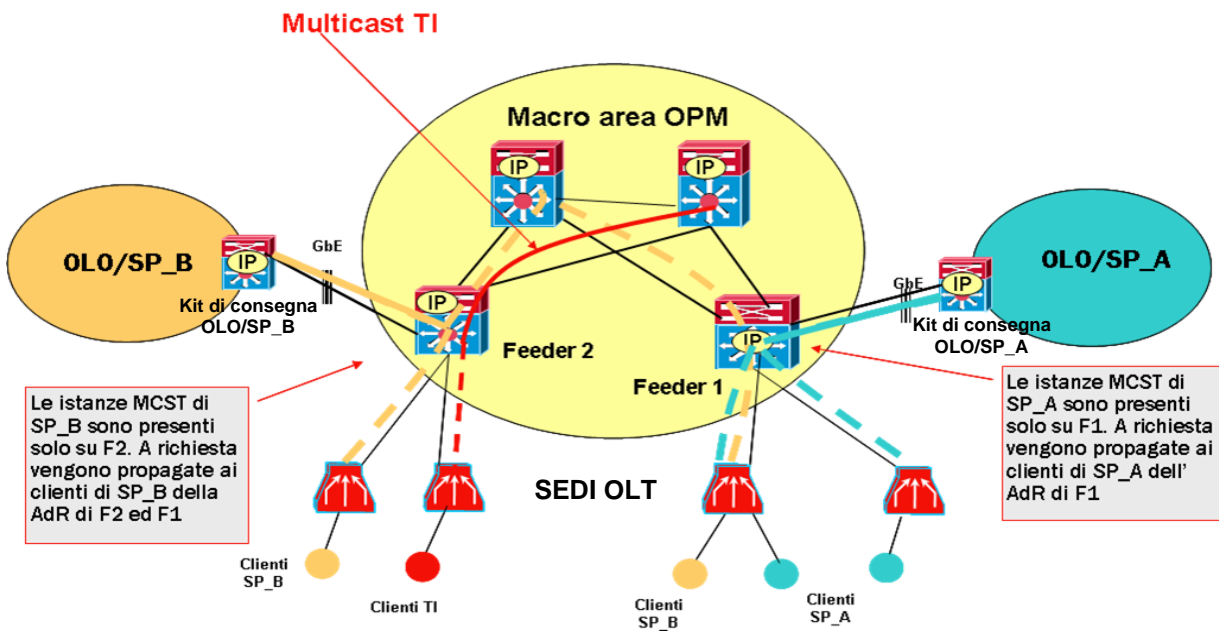 Multicast TI
Macro area OPM
IP
IP
OLO/SP_B
IP
GbE
Kit di consegna
OLO/SP_B
IP
Feeder 2
IP
Feeder 1
GbE
IP
Kit di consegna
OLO/SP_A
OLO/SP_A
Le istanze MCST di
SP_B sono presenti
solo su F2. A richiesta
vengono propagate ai
clienti di SP_B della
AdR di F2 ed F1
Le istanze MCST di
SP_A sono presenti
solo su F1. A richiesta
vengono propagate ai
clienti di SP_A dell’
AdR di F1
SEDI OLT
Clienti
SP_B
Clienti TI
Clienti
SP_B
Clienti
SP_A